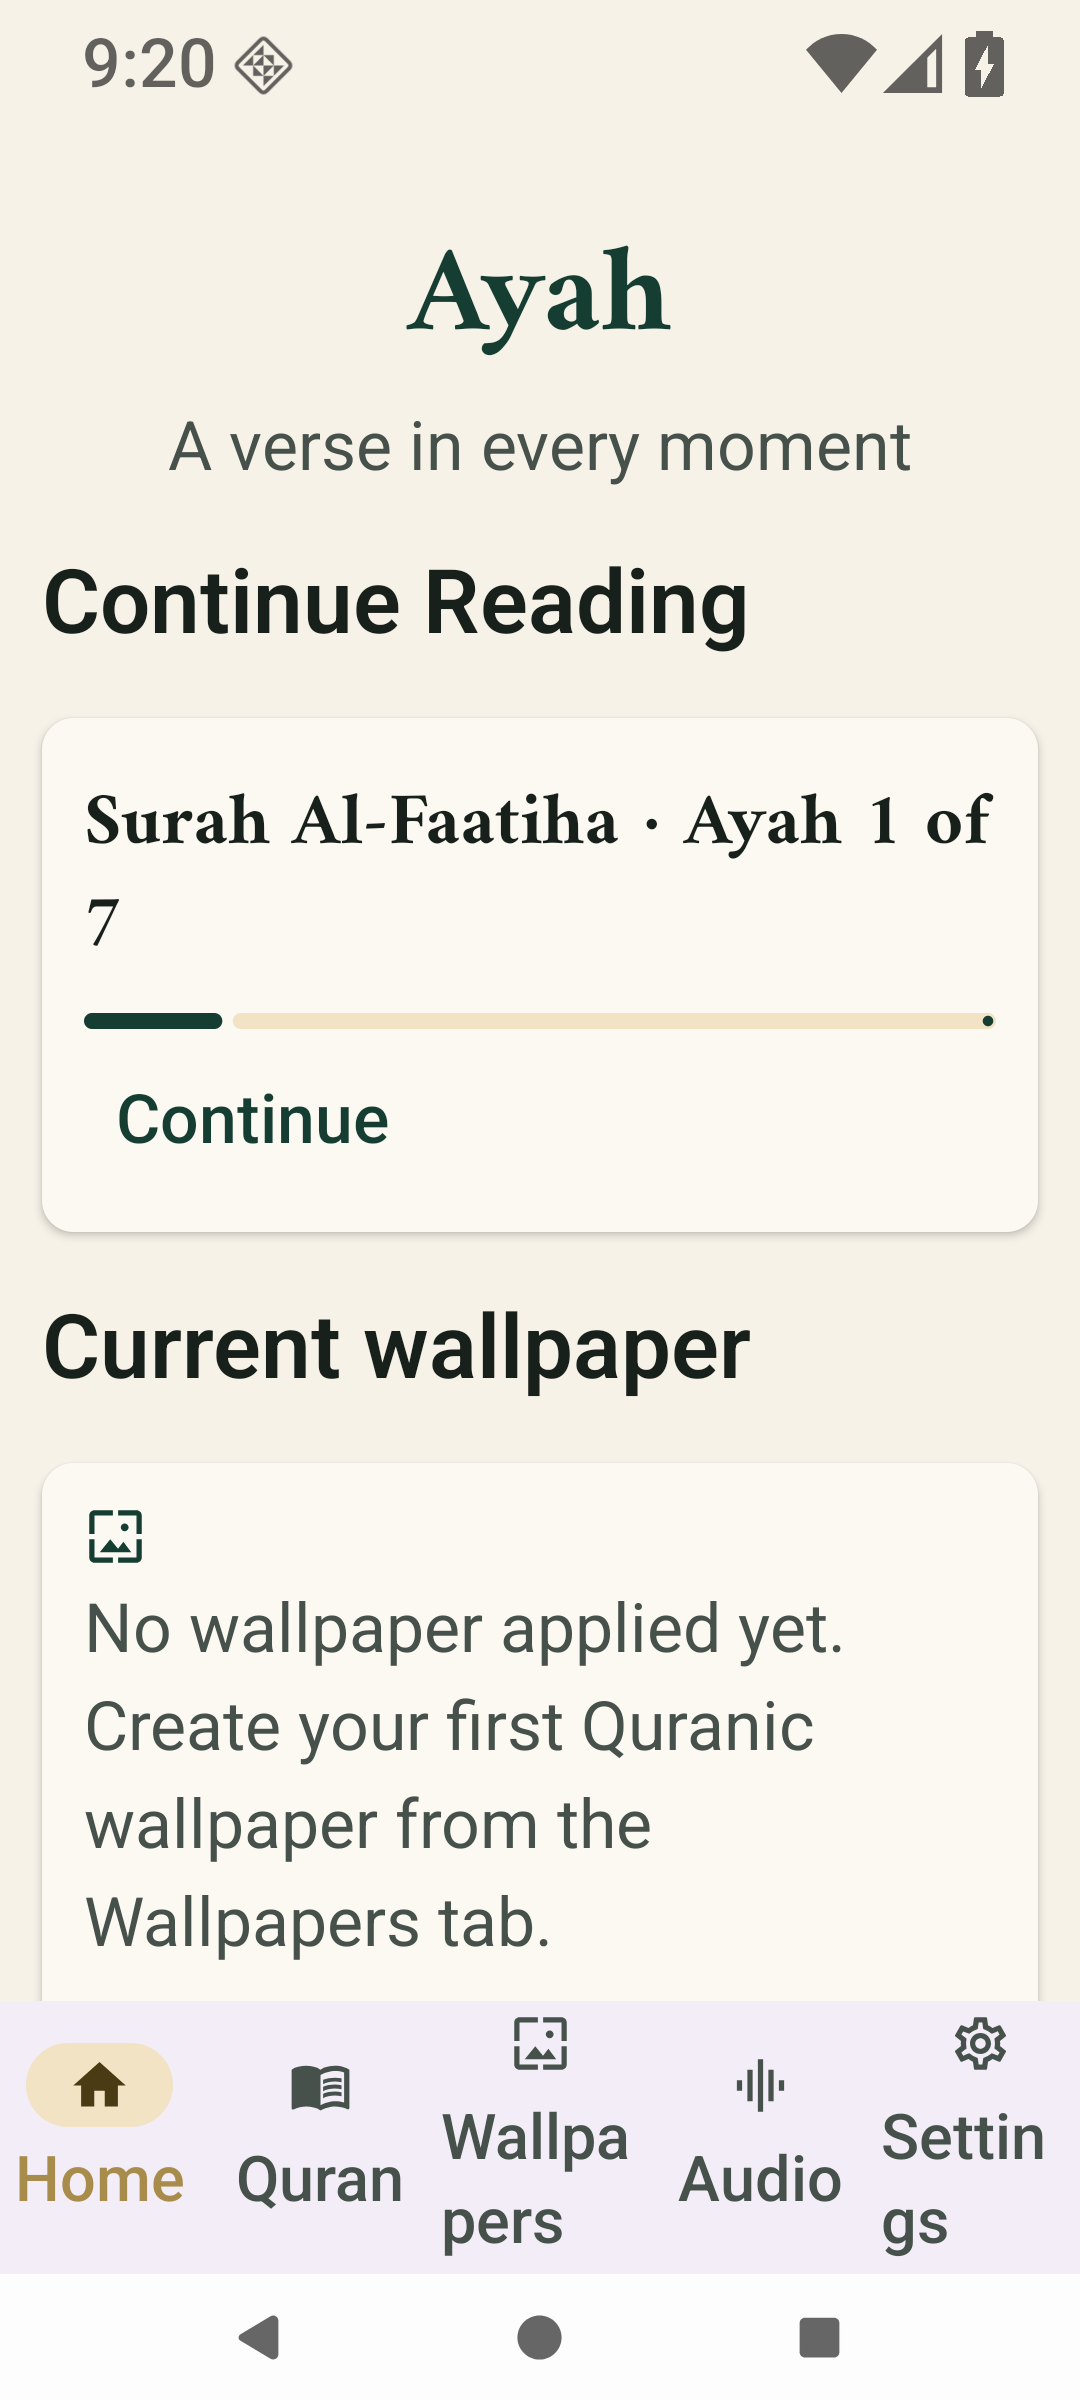 9:20
Ayah
A verse in every moment
Continue Reading
Surah Al-Faatiha · Ayah 1 of
7
Continue
Current wallpaper
No wallpaper applied yet.
Create your first Quranic
wallpaper from the
Wallpapers tab.
Home
Quran
Wallpa
pers
Audio
Settin
gs